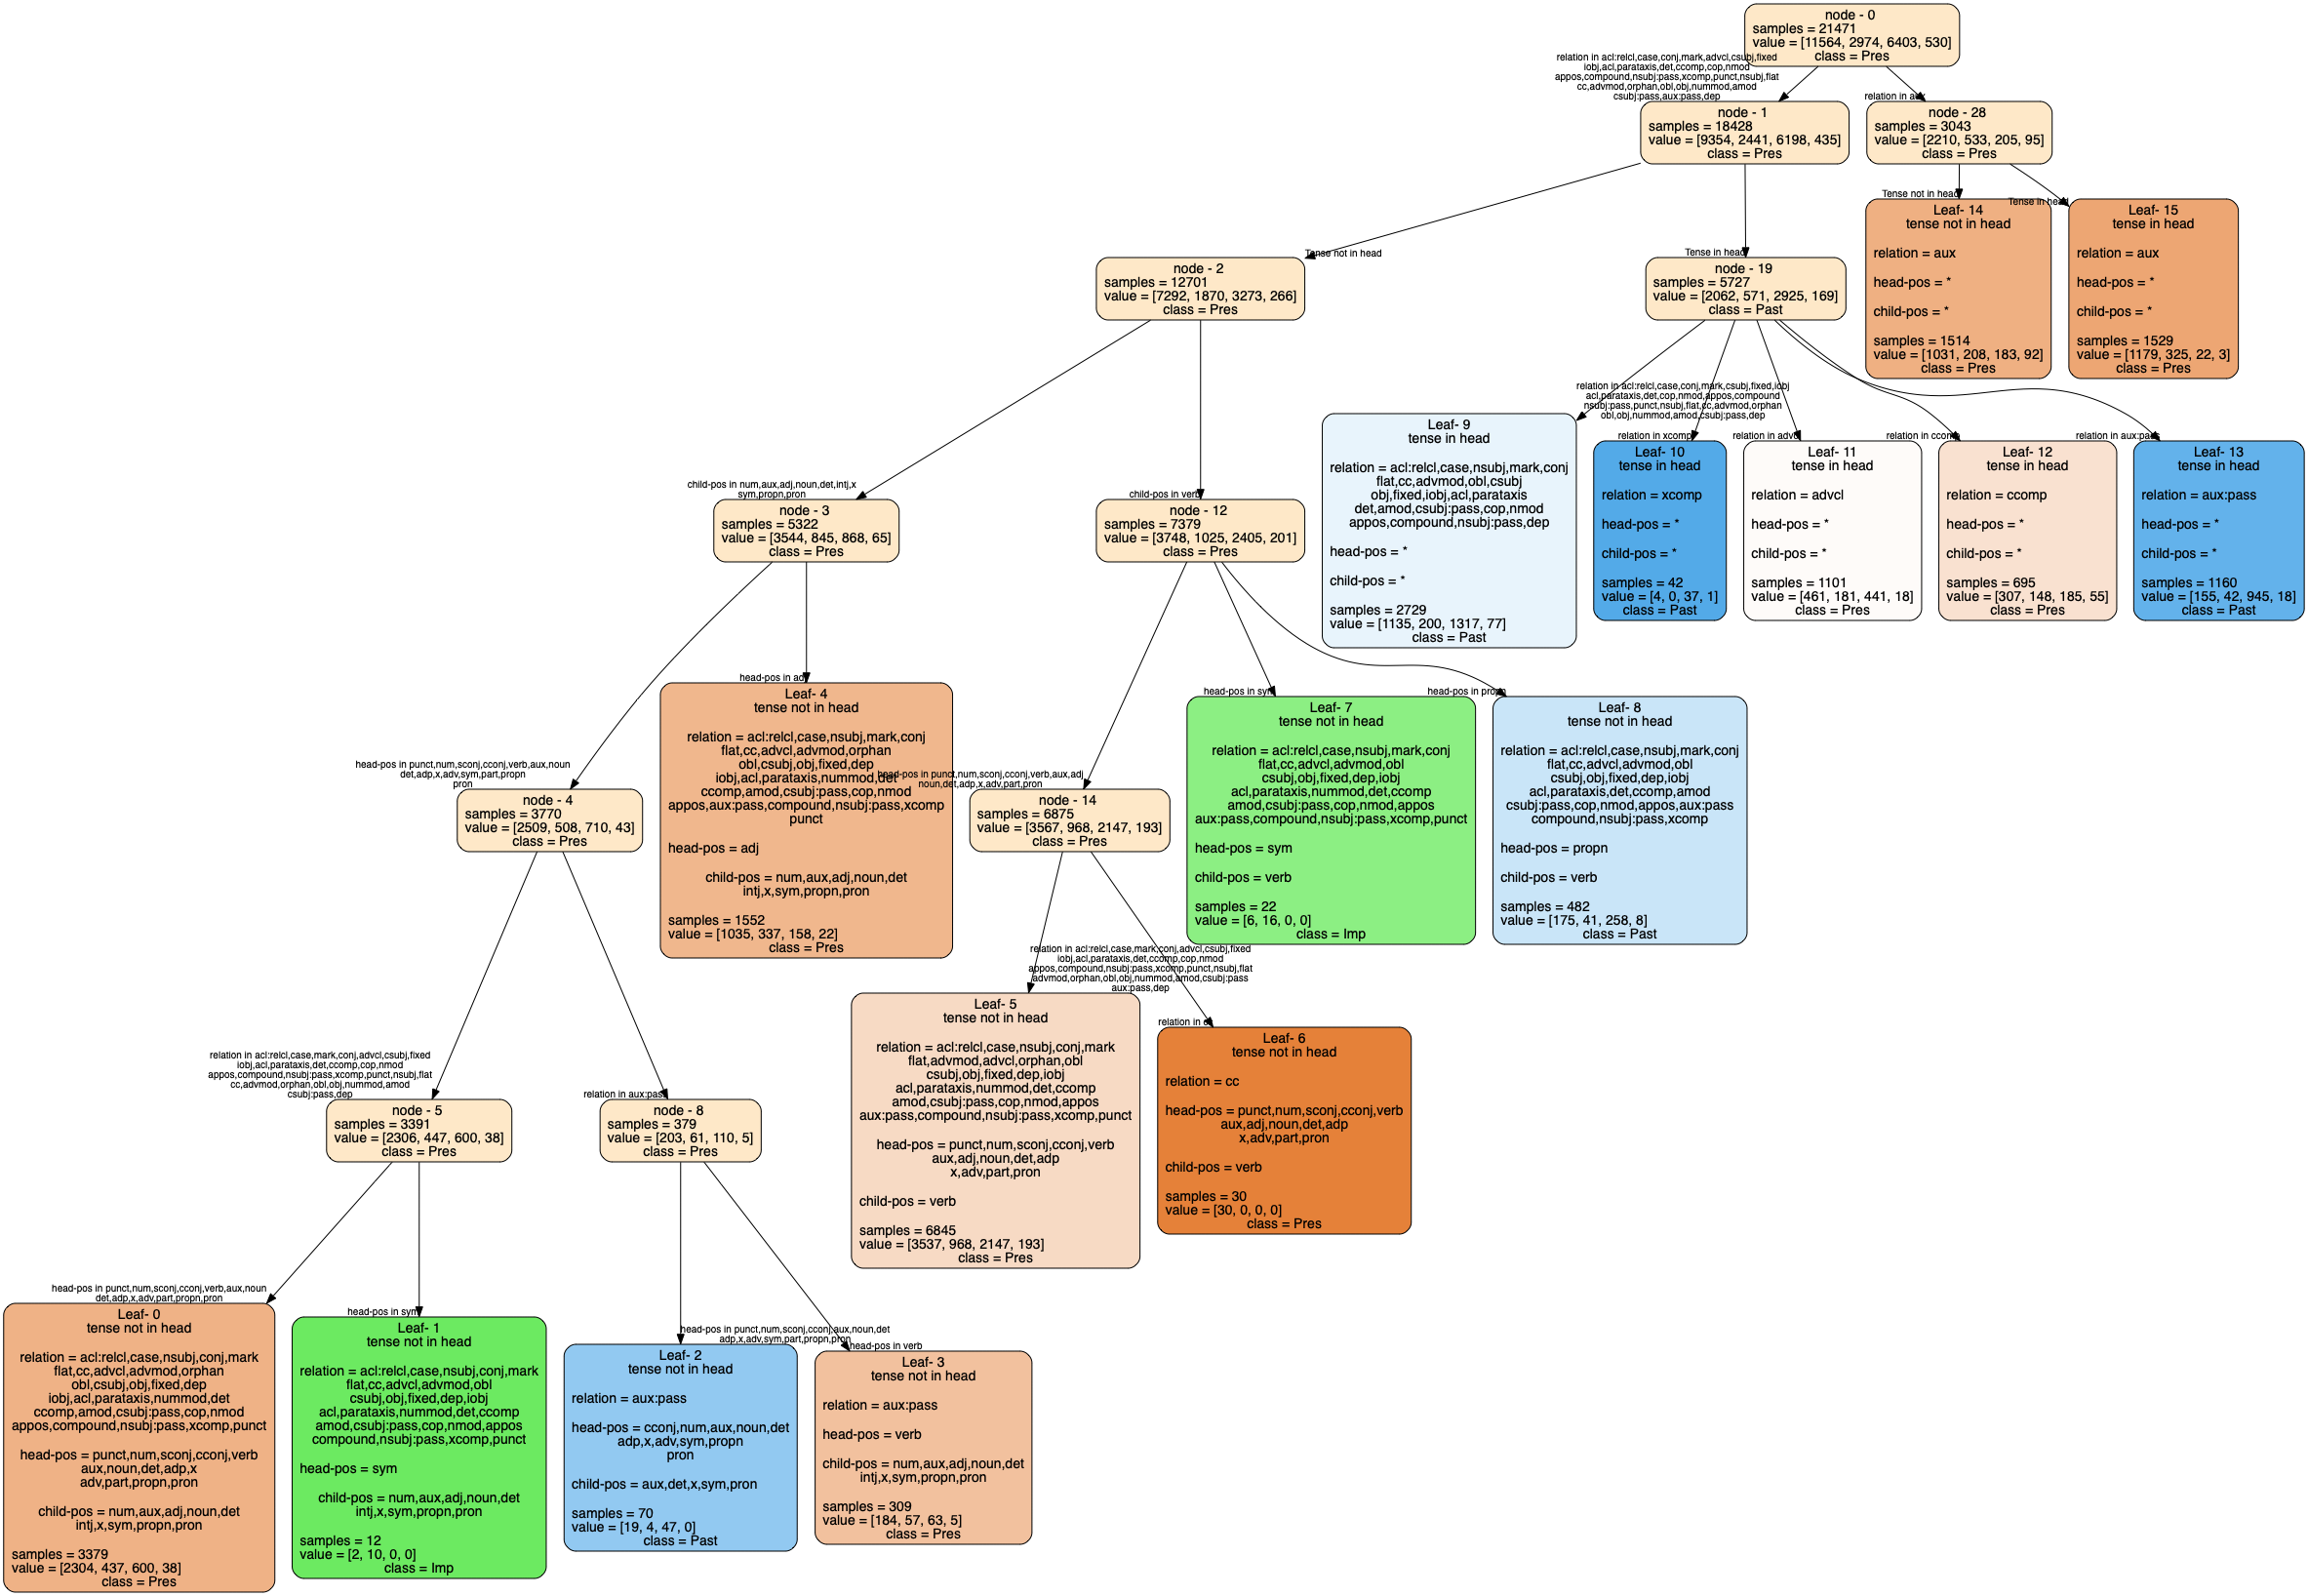 node - 0
samples = 21471
value = [11564, 2974, 6403, 530]
class = Pres
relation in acl:relcl,case,conj,mark,advcl,csubj,fixed
iobj,acl,parataxis,det,ccomp,cop,nmod
appos,compound,nsubj:pass,xcomp,punct,nsubj,flat
cc,advmod,orphan,obl,obj,nummod,amod
csubj:pass,aux:pass,dep
relation in aux
node - 1
samples = 18428
value = [9354, 2441, 6198, 435]
class = Pres
node - 28
samples = 3043
value = [2210, 533, 205, 95]
class = Pres
Tense not in head
Tense in head
Leaf- 14
tense not in head
relation = aux
head-pos = *
child-pos = *
samples = 1514
value = [1031, 208, 183, 92]
class = Pres
Leaf- 15
tense in head
relation = aux
head-pos = *
child-pos = *
samples = 1529
value = [1179, 325, 22, 3]
class = Pres
Tense not in head
Tense in head
node - 2
samples = 12701
value = [7292, 1870, 3273, 266]
class = Pres
node - 19
samples = 5727
value = [2062, 571, 2925, 169]
class = Past
relation in acl:relcl,case,conj,mark,csubj,fixed,iobj
acl,parataxis,det,cop,nmod,appos,compound
nsubj:pass,punct,nsubj,flat,cc,advmod,orphan
obl,obj,nummod,amod,csubj:pass,dep
relation in xcomp
relation in advcl
relation in ccomp
relation in aux:pass
Leaf- 9
tense in head
relation = acl:relcl,case,nsubj,mark,conj
flat,cc,advmod,obl,csubj
obj,fixed,iobj,acl,parataxis
det,amod,csubj:pass,cop,nmod
appos,compound,nsubj:pass,dep
head-pos = *
child-pos = *
samples = 2729
value = [1135, 200, 1317, 77]
class = Past
Leaf- 10
tense in head
relation = xcomp
head-pos = *
child-pos = *
samples = 42
value = [4, 0, 37, 1]
class = Past
Leaf- 11
tense in head
relation = advcl
head-pos = *
child-pos = *
samples = 1101
value = [461, 181, 441, 18]
class = Pres
Leaf- 12
tense in head
relation = ccomp
head-pos = *
child-pos = *
samples = 695
value = [307, 148, 185, 55]
class = Pres
Leaf- 13
tense in head
relation = aux:pass
head-pos = *
child-pos = *
samples = 1160
value = [155, 42, 945, 18]
class = Past
child-pos in num,aux,adj,noun,det,intj,x
sym,propn,pron
child-pos in verb
node - 3
samples = 5322
value = [3544, 845, 868, 65]
class = Pres
node - 12
samples = 7379
value = [3748, 1025, 2405, 201]
class = Pres
head-pos in adj
head-pos in sym
head-pos in propn
Leaf- 4
tense not in head
relation = acl:relcl,case,nsubj,mark,conj
flat,cc,advcl,advmod,orphan
obl,csubj,obj,fixed,dep
iobj,acl,parataxis,nummod,det
ccomp,amod,csubj:pass,cop,nmod
appos,aux:pass,compound,nsubj:pass,xcomp
punct
head-pos = adj
child-pos = num,aux,adj,noun,det
intj,x,sym,propn,pron
samples = 1552
value = [1035, 337, 158, 22]
class = Pres
Leaf- 7
tense not in head
relation = acl:relcl,case,nsubj,mark,conj
flat,cc,advcl,advmod,obl
csubj,obj,fixed,dep,iobj
acl,parataxis,nummod,det,ccomp
amod,csubj:pass,cop,nmod,appos
aux:pass,compound,nsubj:pass,xcomp,punct
head-pos = sym
child-pos = verb
samples = 22
value = [6, 16, 0, 0]
class = Imp
Leaf- 8
tense not in head
relation = acl:relcl,case,nsubj,mark,conj
flat,cc,advcl,advmod,obl
csubj,obj,fixed,dep,iobj
acl,parataxis,det,ccomp,amod
csubj:pass,cop,nmod,appos,aux:pass
compound,nsubj:pass,xcomp
head-pos = propn
child-pos = verb
samples = 482
value = [175, 41, 258, 8]
class = Past
head-pos in punct,num,sconj,cconj,verb,aux,noun
det,adp,x,adv,sym,part,propn
pron
head-pos in punct,num,sconj,cconj,verb,aux,adj
noun,det,adp,x,adv,part,pron
node - 4
samples = 3770
value = [2509, 508, 710, 43]
class = Pres
node - 14
samples = 6875
value = [3567, 968, 2147, 193]
class = Pres
relation in acl:relcl,case,mark,conj,advcl,csubj,fixed
iobj,acl,parataxis,det,ccomp,cop,nmod
appos,compound,nsubj:pass,xcomp,punct,nsubj,flat
advmod,orphan,obl,obj,nummod,amod,csubj:pass
aux:pass,dep
relation in cc
Leaf- 5
tense not in head
relation = acl:relcl,case,nsubj,conj,mark
flat,advmod,advcl,orphan,obl
csubj,obj,fixed,dep,iobj
acl,parataxis,nummod,det,ccomp
amod,csubj:pass,cop,nmod,appos
aux:pass,compound,nsubj:pass,xcomp,punct
head-pos = punct,num,sconj,cconj,verb
aux,adj,noun,det,adp
x,adv,part,pron
child-pos = verb
samples = 6845
value = [3537, 968, 2147, 193]
class = Pres
Leaf- 6
tense not in head
relation = cc
head-pos = punct,num,sconj,cconj,verb
aux,adj,noun,det,adp
x,adv,part,pron
child-pos = verb
samples = 30
value = [30, 0, 0, 0]
class = Pres
relation in acl:relcl,case,mark,conj,advcl,csubj,fixed
iobj,acl,parataxis,det,ccomp,cop,nmod
appos,compound,nsubj:pass,xcomp,punct,nsubj,flat
cc,advmod,orphan,obl,obj,nummod,amod
csubj:pass,dep
relation in aux:pass
node - 5
samples = 3391
value = [2306, 447, 600, 38]
class = Pres
node - 8
samples = 379
value = [203, 61, 110, 5]
class = Pres
head-pos in punct,num,sconj,cconj,verb,aux,noun
det,adp,x,adv,part,propn,pron
head-pos in sym
head-pos in punct,num,sconj,cconj,aux,noun,det
adp,x,adv,sym,part,propn,pron
head-pos in verb
Leaf- 0
tense not in head
relation = acl:relcl,case,nsubj,conj,mark
flat,cc,advcl,advmod,orphan
obl,csubj,obj,fixed,dep
iobj,acl,parataxis,nummod,det
ccomp,amod,csubj:pass,cop,nmod
appos,compound,nsubj:pass,xcomp,punct
head-pos = punct,num,sconj,cconj,verb
aux,noun,det,adp,x
adv,part,propn,pron
child-pos = num,aux,adj,noun,det
intj,x,sym,propn,pron
samples = 3379
value = [2304, 437, 600, 38]
class = Pres
Leaf- 1
tense not in head
relation = acl:relcl,case,nsubj,conj,mark
flat,cc,advcl,advmod,obl
csubj,obj,fixed,dep,iobj
acl,parataxis,nummod,det,ccomp
amod,csubj:pass,cop,nmod,appos
compound,nsubj:pass,xcomp,punct
head-pos = sym
child-pos = num,aux,adj,noun,det
intj,x,sym,propn,pron
samples = 12
value = [2, 10, 0, 0]
class = Imp
Leaf- 2
tense not in head
relation = aux:pass
head-pos = cconj,num,aux,noun,det
adp,x,adv,sym,propn
pron
child-pos = aux,det,x,sym,pron
samples = 70
value = [19, 4, 47, 0]
class = Past
Leaf- 3
tense not in head
relation = aux:pass
head-pos = verb
child-pos = num,aux,adj,noun,det
intj,x,sym,propn,pron
samples = 309
value = [184, 57, 63, 5]
class = Pres